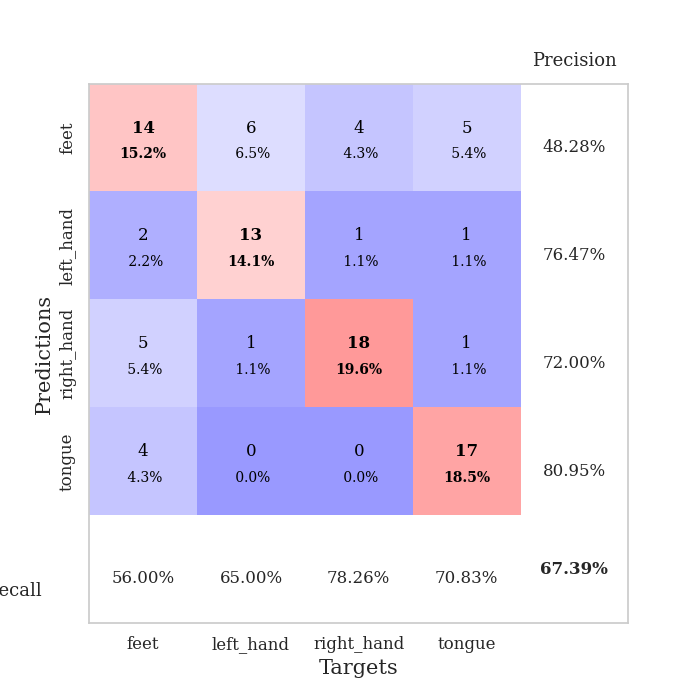 Precision
feet
14 6 4 5
15.2% 6.5% 4.3% 5.4%
48.28%
left_hand
2 13 1 1
2.2% 14.1% 1.1% 1.1%
76.47%
Predictions
right_hand
5 1 18 1
5.4% 1.1% 19.6% 1.1%
72.00%
tongue
4 0 0 17
4.3% 0.0% 0.0% 18.5%
80.95%
ecall
56.00% 65.00% 78.26% 70.83% 67.39%
feet left_hand right_hand tongue
Targets